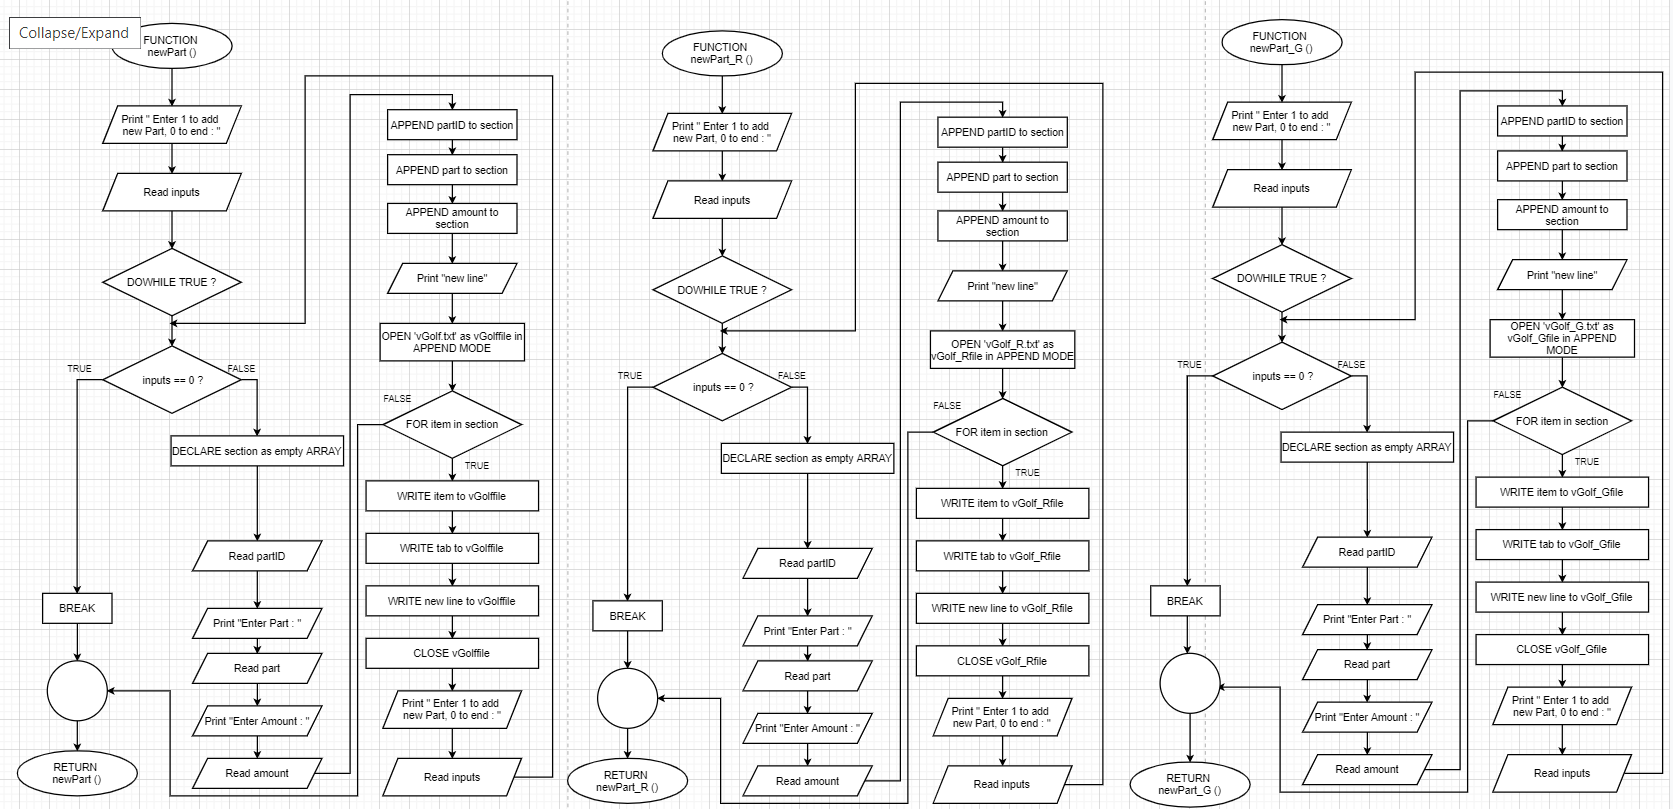 Collapse/Expand
FUNCTION
newPart ()
Print " Enter 1 to add
new Part, 0 to end : "
Read inputs
DOWHILE TRUE ?
inputs == 0 ?
TRUE
FALSE
DECLARE section as empty ARRAY
Read partID
BREAK
Print "Enter Part : "
Read part
Print "Enter Amount : "
Read amount
RETURN
newPart ()
APPEND partID to section
APPEND part to section
APPEND amount to
section
Print "new line"
OPEN 'vGolf.txt' as vGolffile in
APPEND MODE
FALSE
FOR item in section
TRUE
WRITE item to vGolffile
WRITE tab to vGolffile
WRITE new line to vGolffile
CLOSE vGolffile
Print " Enter 1 to add
new Part, 0 to end : "
Read inputs
FUNCTION
newPart_R ()
Print " Enter 1 to add
new Part, 0 to end : "
Read inputs
DOWHILE TRUE ?
inputs == 0 ?
TRUE
FALSE
DECLARE section as empty ARRAY
Read partID
BREAK
Print "Enter Part : "
Read part
Print "Enter Amount : "
Read amount
RETURN
newPart_R ()
APPEND partID to section
APPEND part to section
APPEND amount to
section
Print "new line"
OPEN 'vGolf_R.txt' as
vGolf_Rfile in APPEND MODE
FALSE
FOR item in section
TRUE
WRITE item to vGolf_Rfile
WRITE tab to vGolf_Rfile
WRITE new line to vGolf_Rfile
CLOSE vGolf_Rfile
Print " Enter 1 to add
new Part, 0 to end : "
Read inputs
FUNCTION
newPart_G ()
Print " Enter 1 to add
new Part, 0 to end : "
Read inputs
DOWHILE TRUE ?
inputs == 0 ?
TRUE
FALSE
DECLARE section as empty ARRAY
Read partID
BREAK
Print "Enter Part : "
Read part
Print "Enter Amount : "
Read amount
RETURN
newPart_G ()
APPEND partID to section
APPEND part to section
APPEND amount to
section
Print "new line"
OPEN 'vGolf_G.txt' as
vGolf_Gfile in APPEND
MODE
FALSE
FOR item in section
TRUE
WRITE item to vGolf_Gfile
WRITE tab to vGolf_Gfile
WRITE new line to vGolf_Gfile
CLOSE vGolf_Gfile
Print " Enter 1 to add
new Part, 0 to end : "
Read inputs